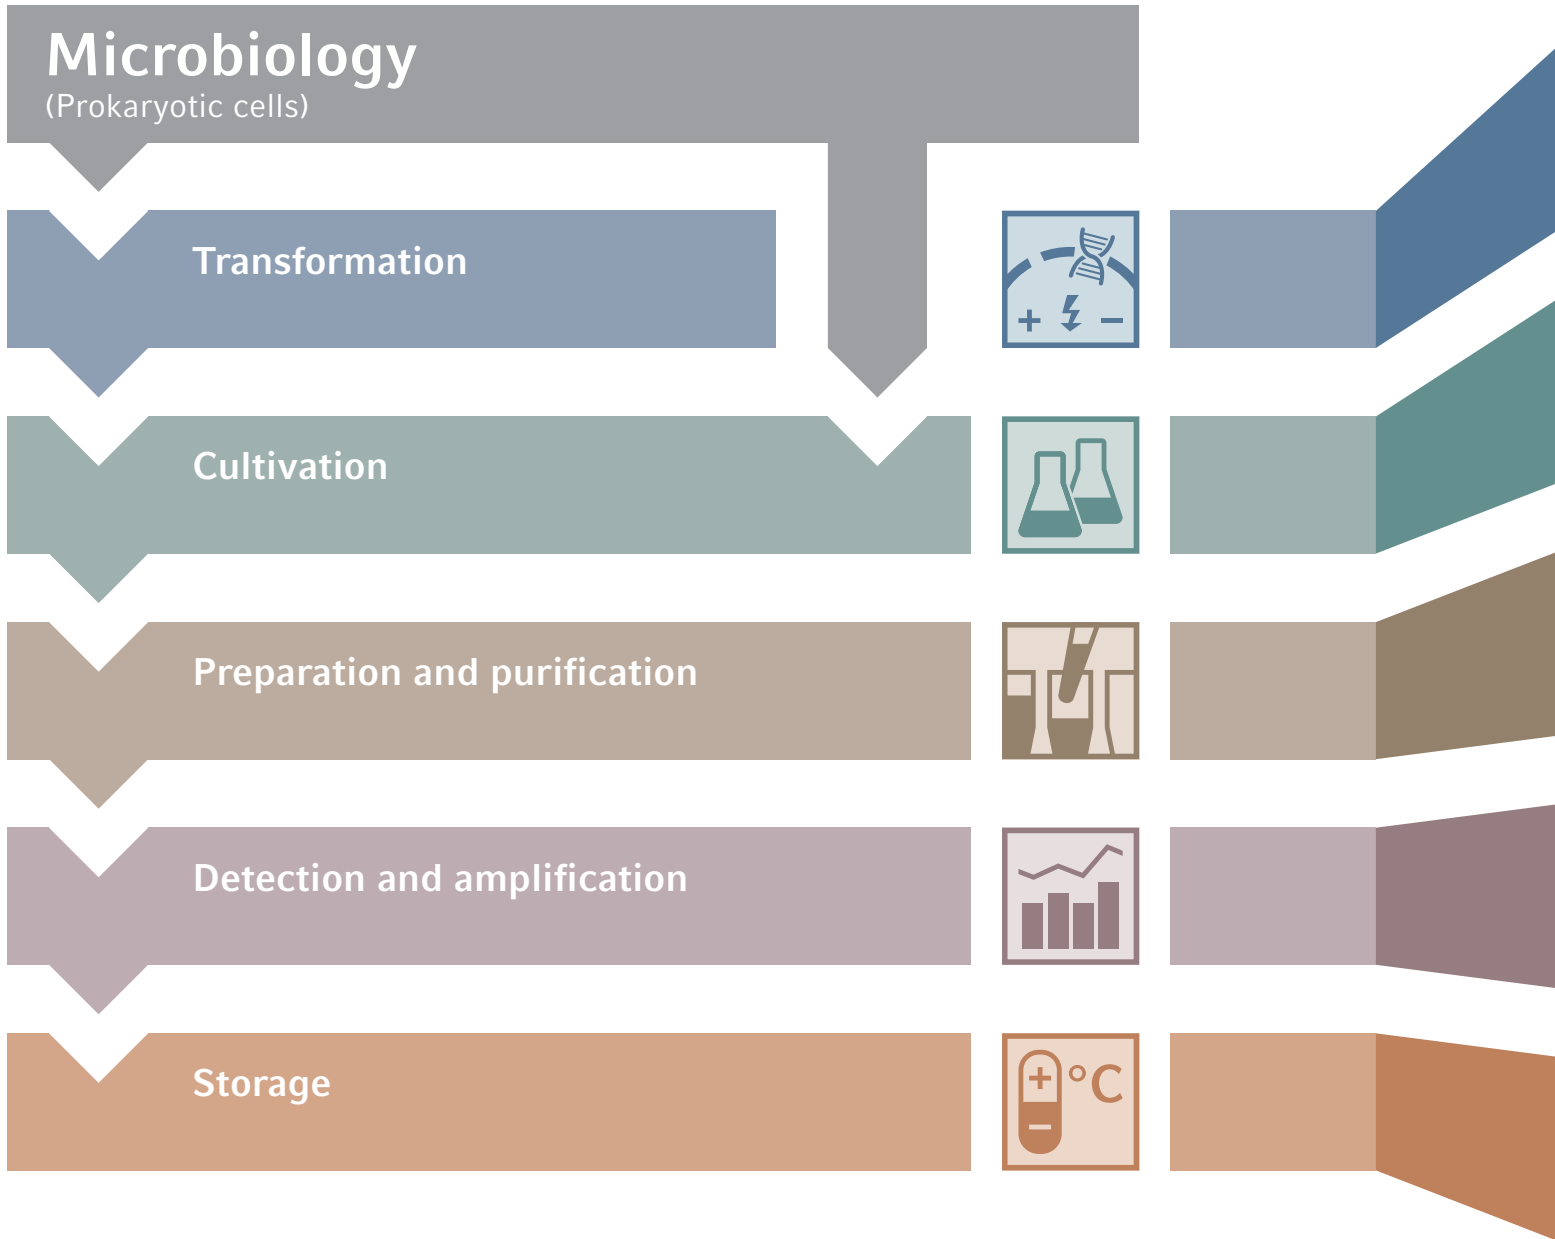 Microbiology
(Prokaryotic cells)
Transformation
+ −
Cultivation
Preparation and purification
Detection and amplification
Storage
+ °C
−